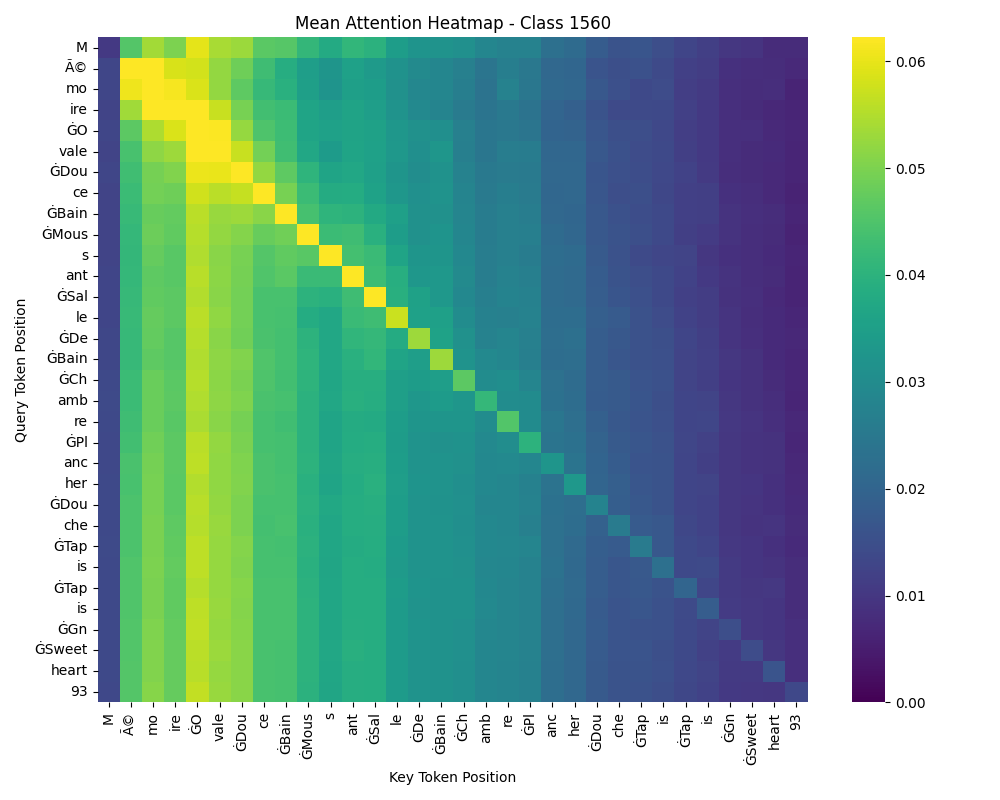 Mean Attention Heatmap - Class 1560
Query Token Position
M
Ã©
mo
ire
ĠO
vale
ĠDou
ce
ĠBain
ĠMous
s
ant
ĠSal
le
ĠDe
ĠBain
ĠCh
amb
re
ĠPl
anc
her
ĠDou
che
ĠTap
is
ĠTap
is
ĠGn
ĠSweet
heart
93
M
Ã©
mo
ire
ĠO
vale
ĠDou
ce
ĠBain
ĠMous
s
ant
ĠSal
le
ĠDe
ĠBain
ĠCh
amb
re
ĠPl
anc
her
ĠDou
che
ĠTap
is
ĠTap
is
ĠGn
ĠSweet
heart
93
Key Token Position
0.06
0.05
0.04
0.03
0.02
0.01
0.00